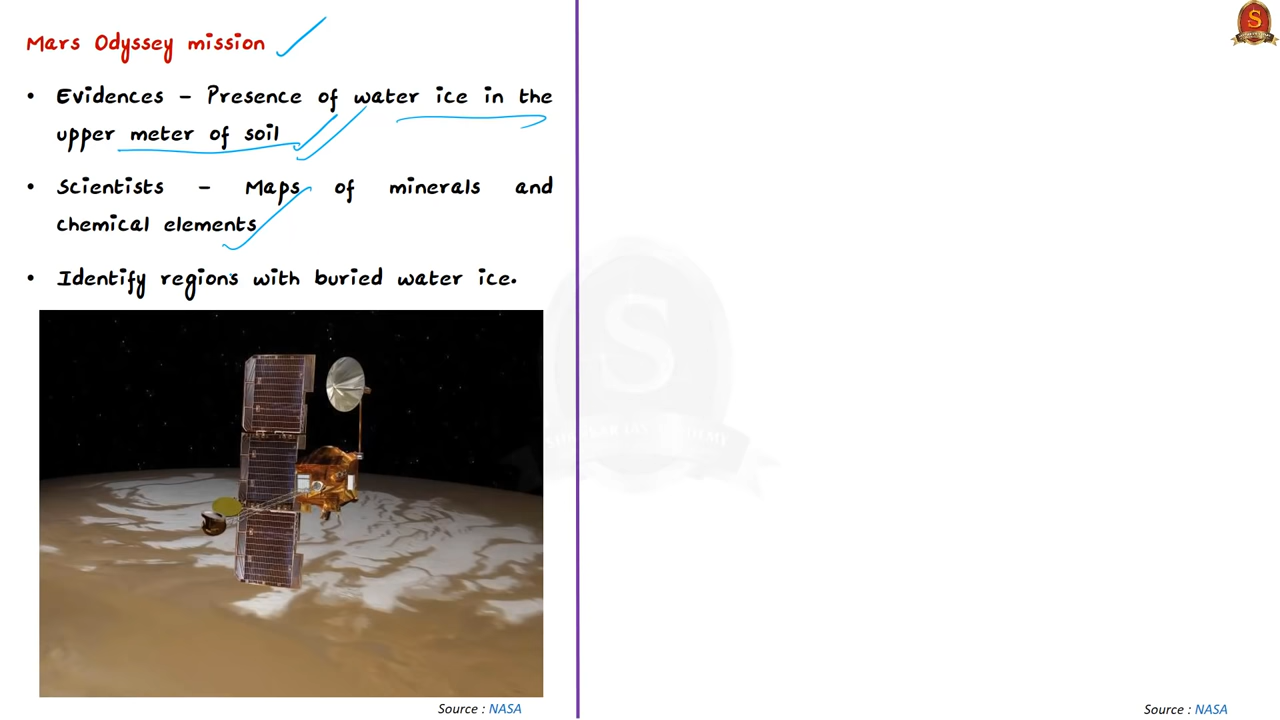 Mars Odyssey mission
• Evidences – Presence of water ice in the
upper meter of soil
• Scientists – Maps of minerals and
chemical elements
• Identify regions with buried water ice.
Source : NASA
Source : NASA
S
S